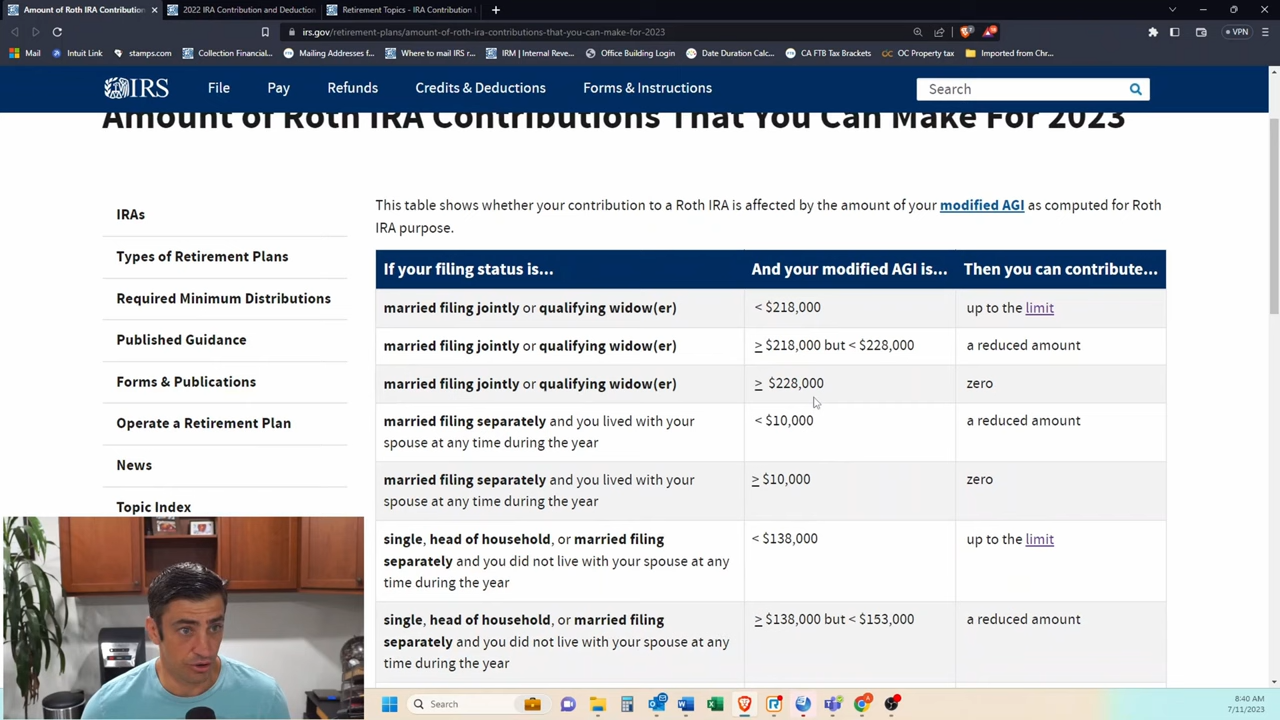 Amount of Roth IRA Contribution
2022 IRA Contribution and Deduction
Retirement Topics - IRA Contribution
irs.gov/retirement-plans/amount-of-roth-ira-contributions-that-you-can-make-for-2023
VPN
Mail
Intuit Link
stamps.com
Collection Financial...
Mailing Addresses f...
Where to mail IRS r...
IRM | Internal Reve...
Date Duration Calc...
CA FTB Tax Brackets
OC Property tax
Imported from Chr...
IRS
File
Pay
Refunds
Credits & Deductions
Forms & Instructions
Search
Amount of Roth IRA Contributions That You Can Make For 2023
IRAs
Types of Retirement Plans
Required Minimum Distributions
Published Guidance
Forms & Publications
Operate a Retirement Plan
News
Topic Index
This table shows whether your contribution to a Roth IRA is affected by the amount of your modified AGI as computed for Roth
IRA purpose.
If your filing status is... And your modified AGI is... Then you can contribute...
married filing jointly or qualifying widow(er) < $218,000 up to the limit
married filing jointly or qualifying widow(er) ≥ $218,000 but < $228,000 a reduced amount
married filing jointly or qualifying widow(er) ≥ $228,000 zero
married filing separately and you lived with your < $10,000 a reduced amount
spouse at any time during the year
married filing separately and you lived with your ≥ $10,000 zero
spouse at any time during the year
single, head of household, or married filing < $138,000 up to the limit
separately and you did not live with your spouse at any
time during the year
single, head of household, or married filing ≥ $138,000 but < $153,000 a reduced amount
separately and you did not live with your spouse at any
time during the year
Search
8:40 AM
7/11/2023